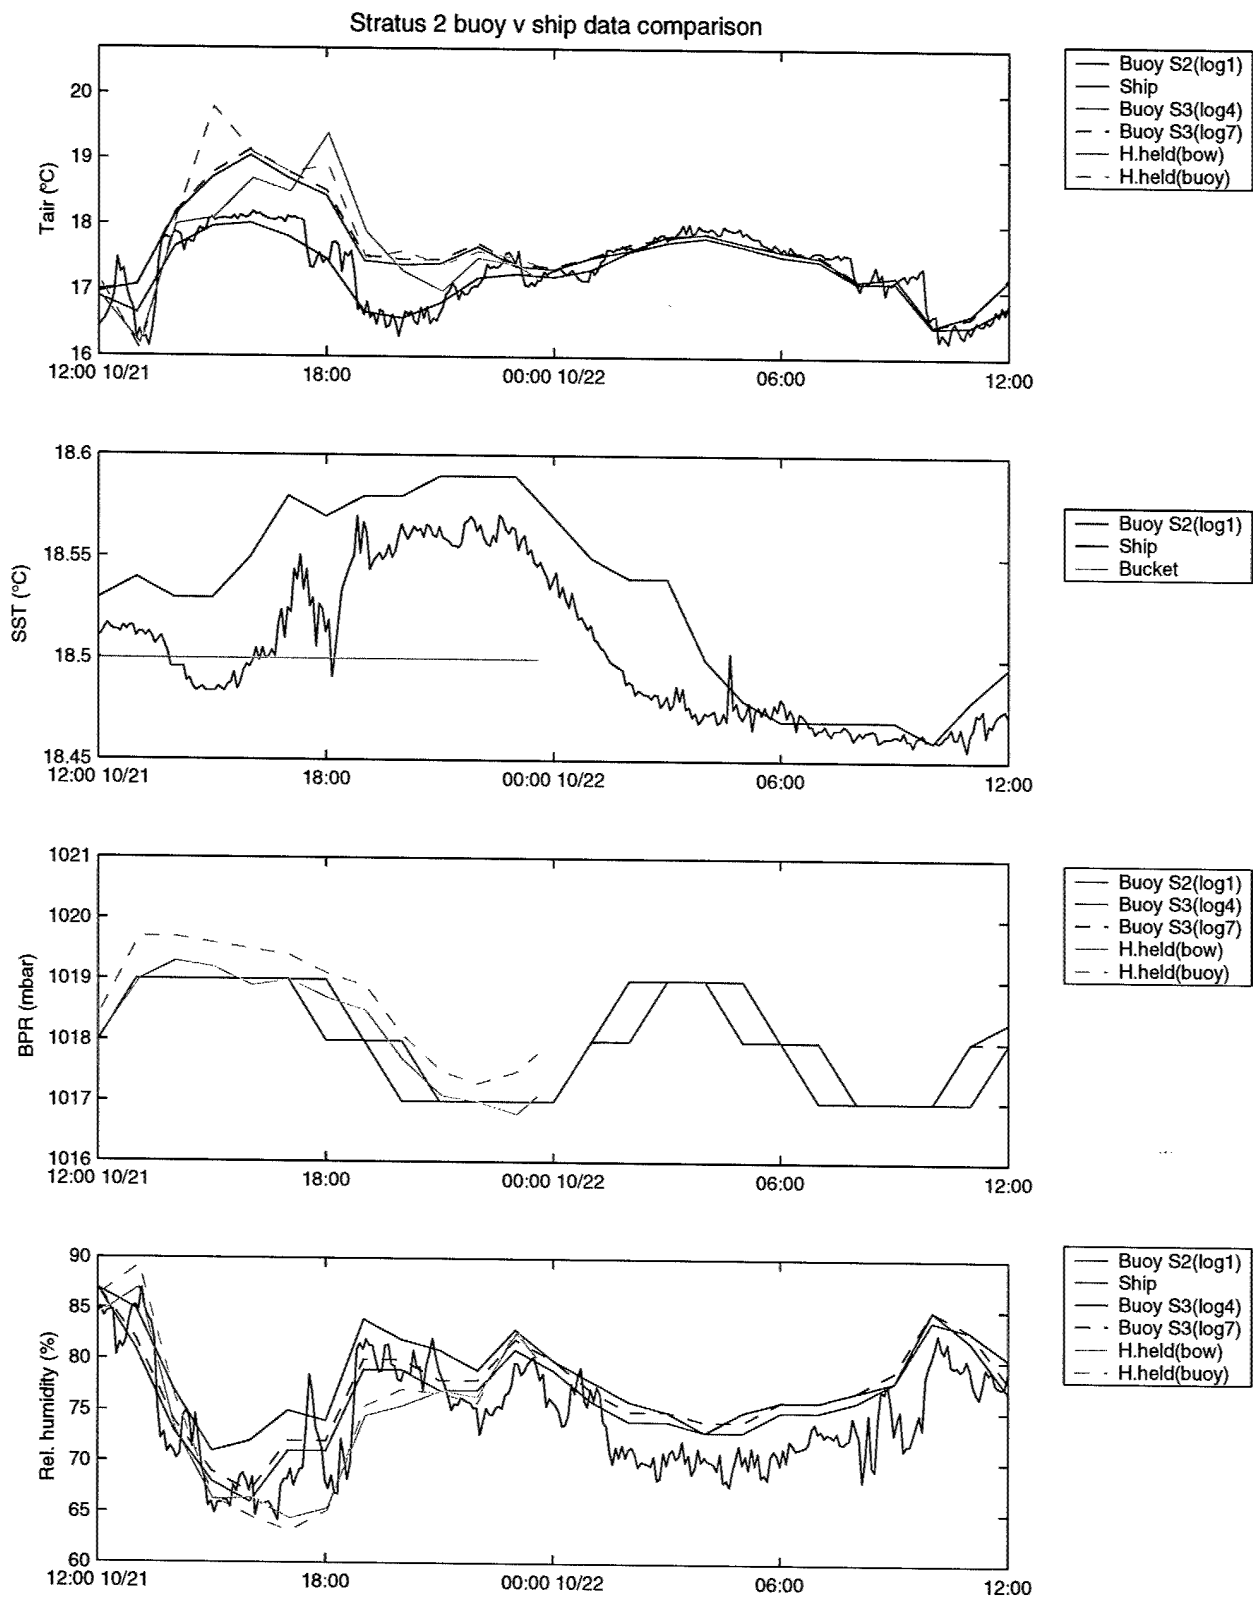 Stratus 2 buoy v ship data comparison
Tair (°C)
20
19
18
17
16
12:00 10/21
18:00
00:00 10/22
06:00
12:00
Buoy S2(log1)
Ship
Buoy S3(log4)
Buoy S3(log7)
H.held(bow)
H.held(buoy)
SST (°C)
18.6
18.55
18.5
18.45
12:00 10/21
18:00
00:00 10/22
06:00
12:00
Buoy S2(log1)
Ship
Bucket
BPR (mbar)
1021
1020
1019
1018
1017
1016
12:00 10/21
18:00
00:00 10/22
06:00
12:00
Buoy S2(log1)
Buoy S3(log4)
Buoy S3(log7)
H.held(bow)
H.held(buoy)
Rel. humidity (%)
90
85
80
75
70
65
60
12:00 10/21
18:00
00:00 10/22
06:00
12:00
Buoy S2(log1)
Ship
Buoy S3(log4)
Buoy S3(log7)
H.held(bow)
H.held(buoy)